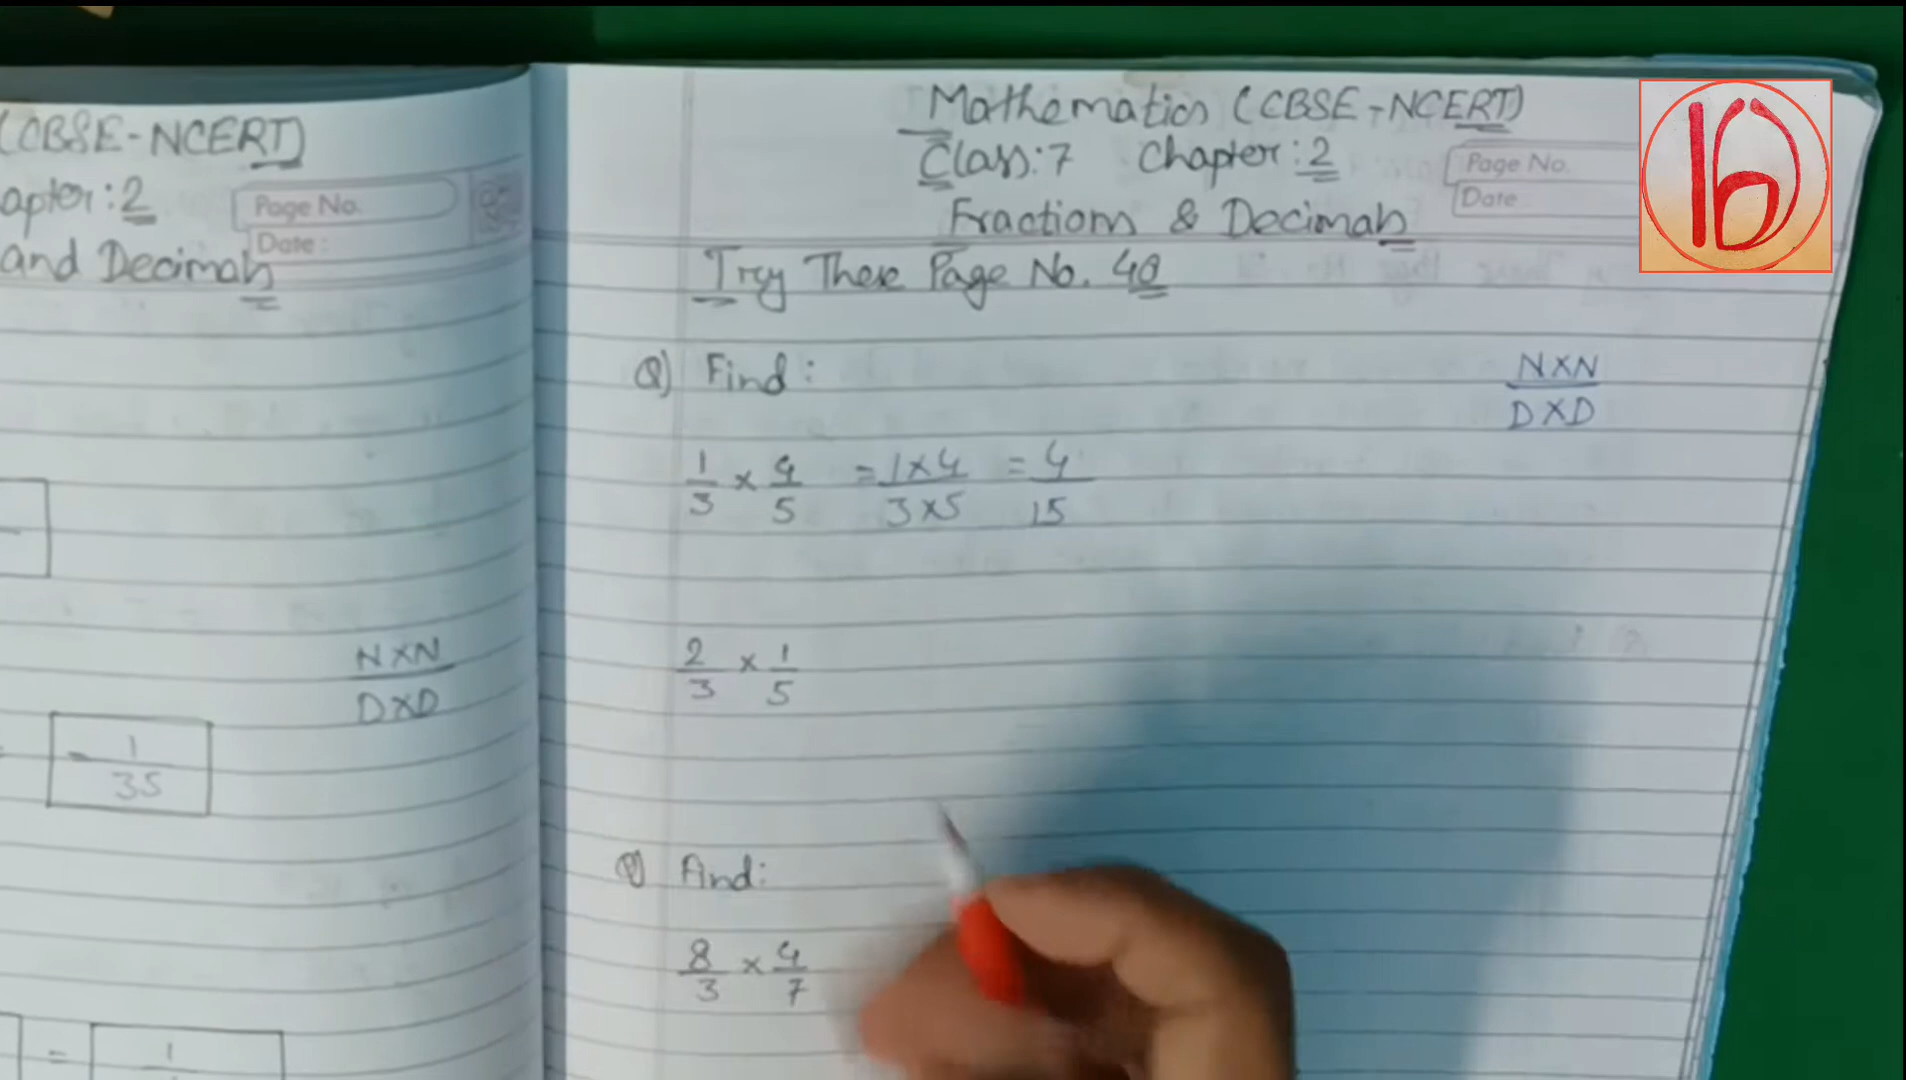 (CBSE-NCERT)
apter:2
Page No.
Date:
and Decimals
N×N
D×D
- 1
35
= 1
Mathematics (CBSE-NCERT)
Class:7 Chapter:2
Page No.
Date
Fractions & Decimals
Try These Page No. 40
Q) Find:
N×N
D×D
1/3 × 4/5 = 1×4/3×5 = 4/15
2/3 × 1/5
Q) Find:
8/3 × 4/7